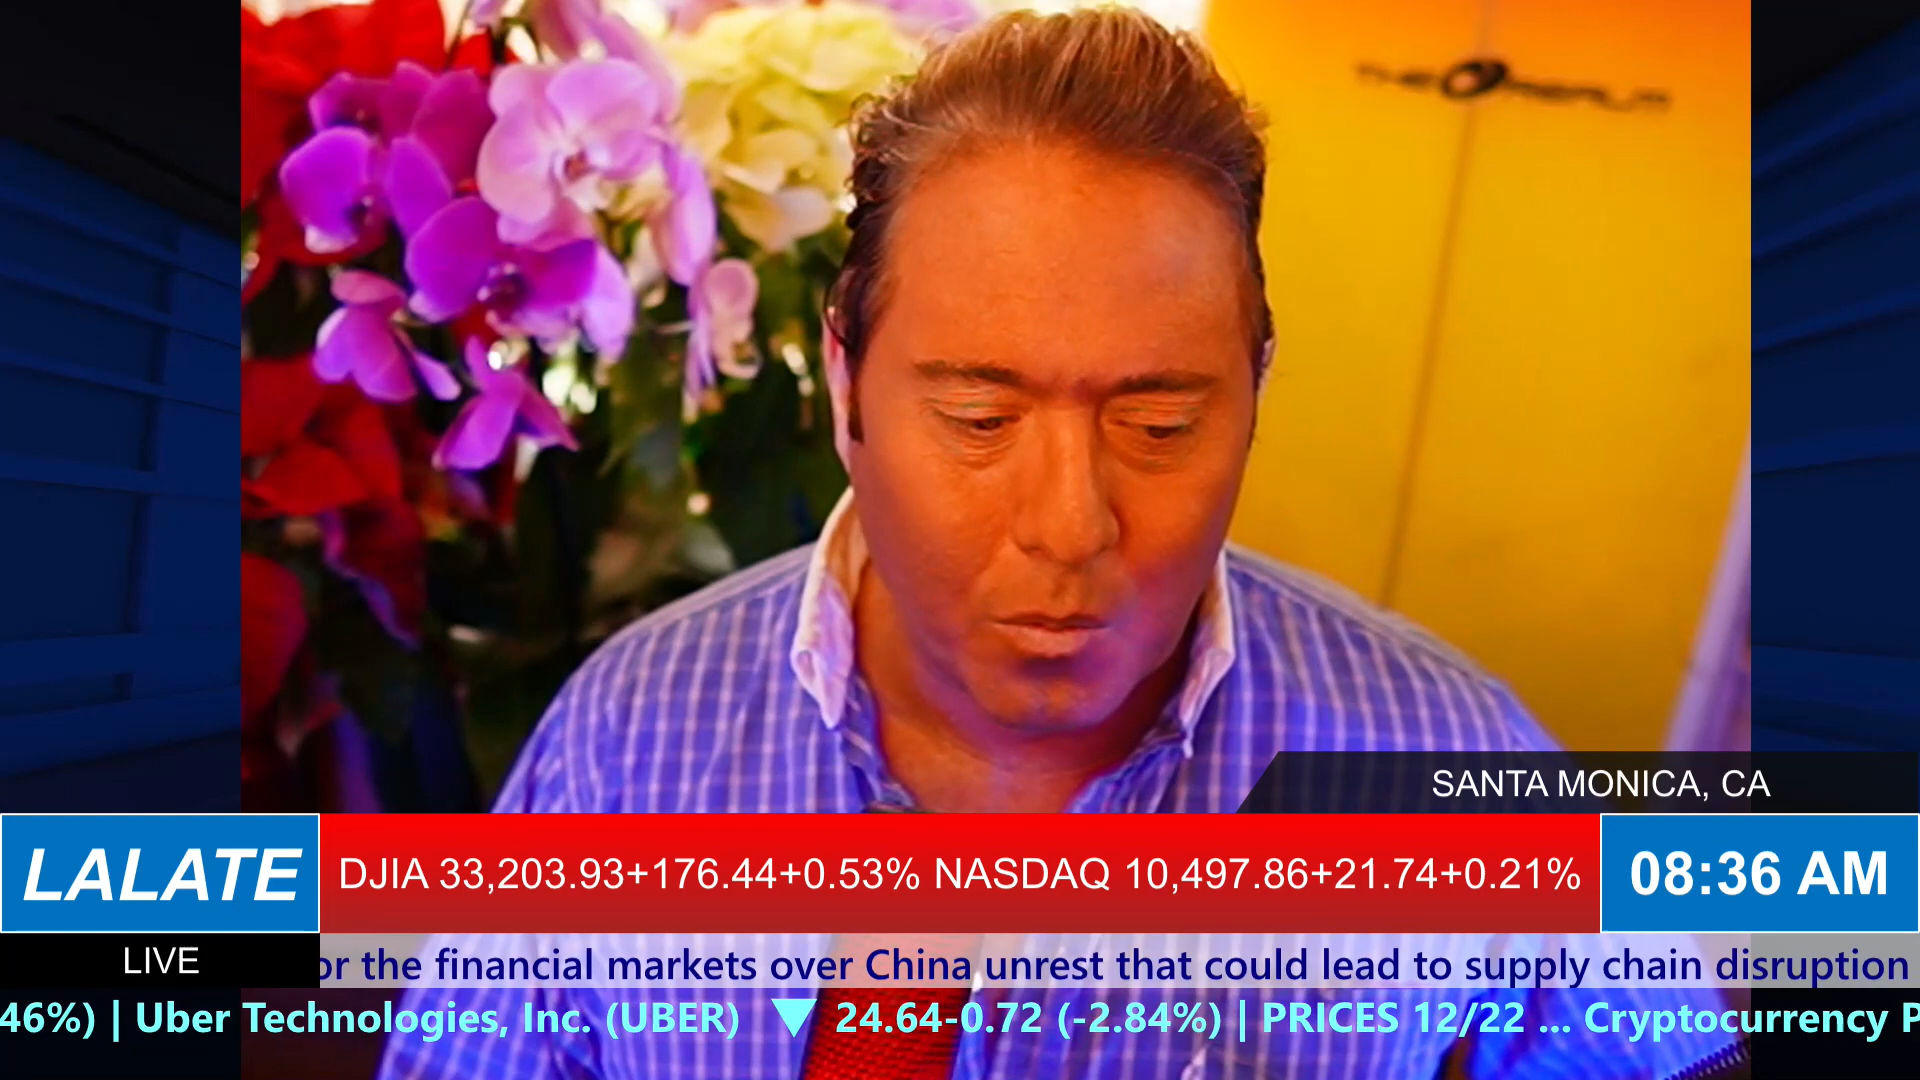 SANTA MONICA, CA
LALATE
DJIA 33,203.93+176.44+0.53% NASDAQ 10,497.86+21.74+0.21%
08:36 AM
LIVE
or the financial markets over China unrest that could lead to supply chain disruption
46%) | Uber Technologies, Inc. (UBER) ▼ 24.64-0.72 (-2.84%) | PRICES 12/22 ... Cryptocurrency P